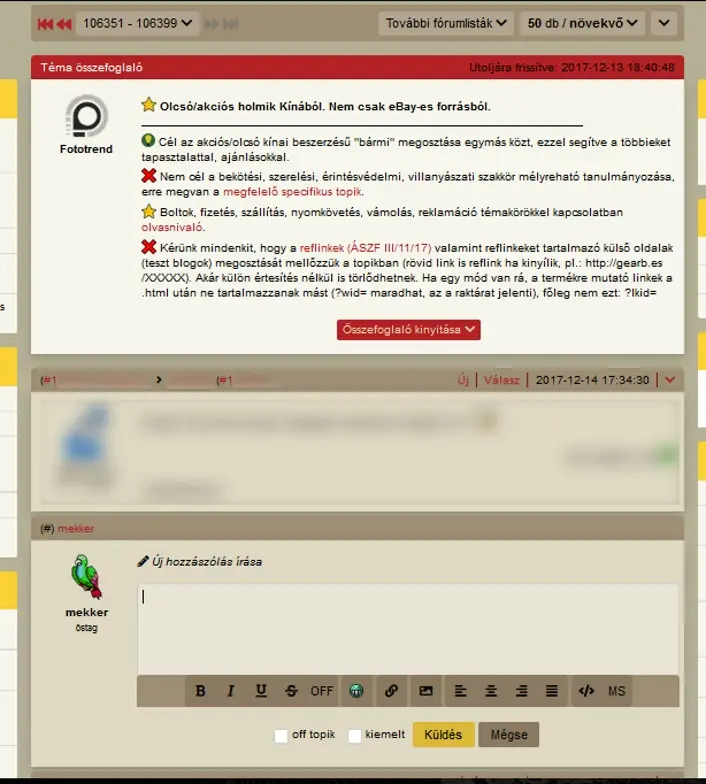 106351 - 106399
További fórumlisták
50 db / növekvő
Téma összefoglaló
Utoljára frissítve: 2017-12-13 18:40:48
Fototrend
Olcsó/akciós holmik Kínából. Nem csak eBay-es forrásból.
Cél az akciós/olcsó kínai beszerzésű "bármi" megosztása egymás közt, ezzel segítve a többieket
tapasztalattal, ajánlásokkal.
Nem cél a bekötési, szerelési, érintésvédelmi, villanyászati szakkör mélyreható tanulmányozása,
erre megvan a megfelelő specifikus topik.
Boltok, fizetés, szállítás, nyomkövetés, vámolás, reklamáció témakörökkel kapcsolatban
olvasnivaló.
Kérünk mindenkit, hogy a reflinkek (ÁSZF III/11/17) valamint reflinkeket tartalmazó külső oldalak
(teszt blogok) megosztását mellőzzük a topikban (rövid link is reflink ha kinyílik, pl.: http://gearb.es
/XXXXX). Akár külön értesítés nélkül is törlődhetnek. Ha egy mód van rá, a termékre mutató linkek a
.html után ne tartalmazzanak mást (?wid= maradhat, az a raktárat jelenti), főleg nem ezt: ?lkid=
Összefoglaló kinyitása
(#1
(#1
Új | Válasz | 2017-12-14 17:34:30 |
(#) mekker
Új hozzászólás írása
mekker
őstag
B I U S OFF
</> MS
off topik
kiemelt
Küldés
Mégse